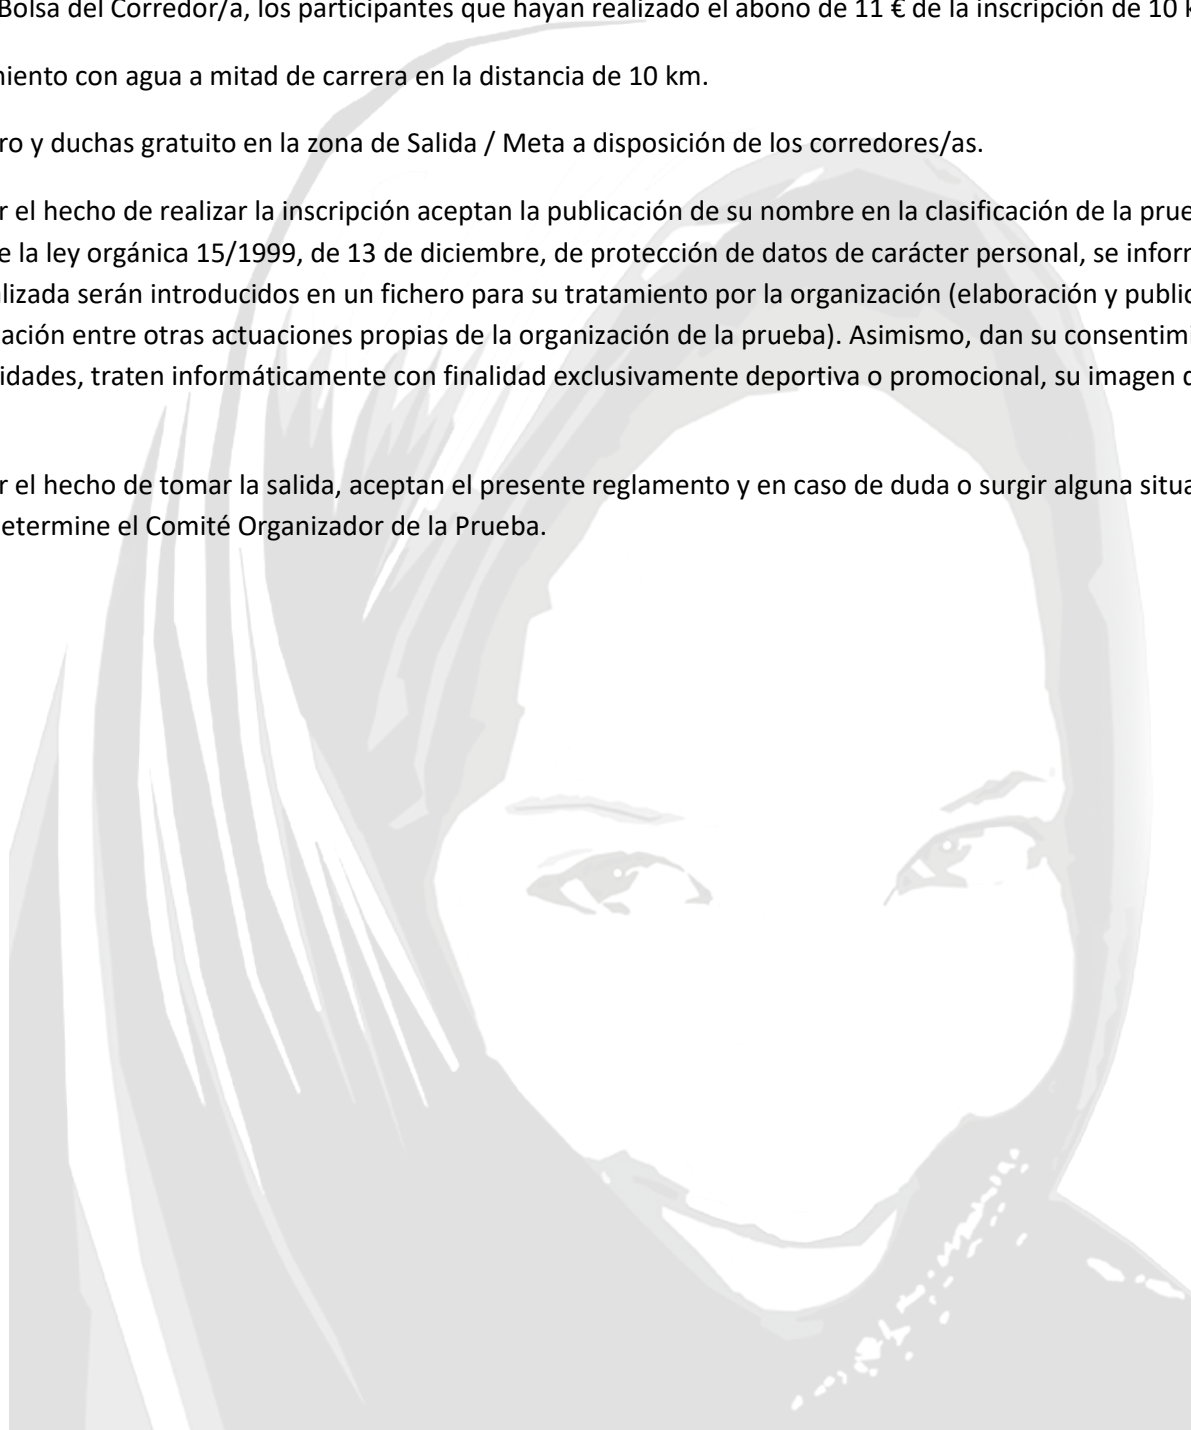 Bolsa del Corredor/a, los participantes que hayan realizado el abono de 11 € de la inscripción de 10 k
niento con agua a mitad de carrera en la distancia de 10 km.
ro y duchas gratuito en la zona de Salida / Meta a disposición de los corredores/as.
r el hecho de realizar la inscripción aceptan la publicación de su nombre en la clasificación de la prue
e la ley orgánica 15/1999, de 13 de diciembre, de protección de datos de carácter personal, se inform
lizada serán introducidos en un fichero para su tratamiento por la organización (elaboración y public
ación entre otras actuaciones propias de la organización de la prueba). Asimismo, dan su consentimi
idades, traten informáticamente con finalidad exclusivamente deportiva o promocional, su imagen d
r el hecho de tomar la salida, aceptan el presente reglamento y en caso de duda o surgir alguna situa
etermine el Comité Organizador de la Prueba.